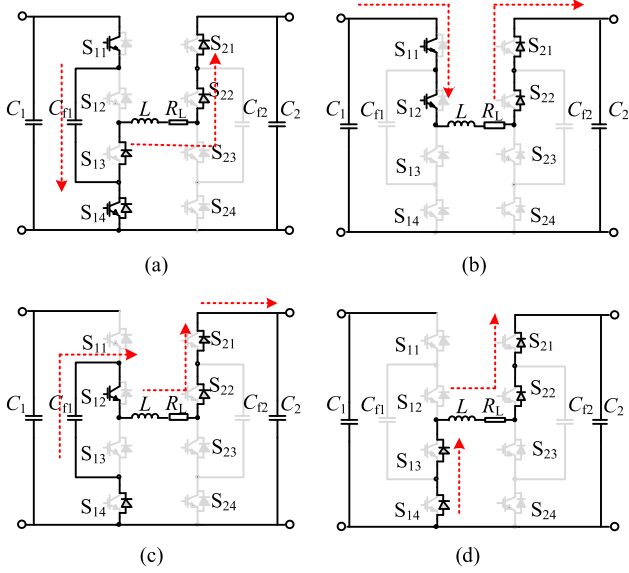 S11 S21
C1 Cf1 S12 L RL S22 Cf2 C2
S13 S23
S14 S24
(a)
S11 S21
C1 Cf1 S12 L RL S22 Cf2 C2
S13 S23
S14 S24
(b)
S11 S21
C1 Cf1 S12 L RL S22 Cf2 C2
S13 S23
S14 S24
(c)
S11 S21
C1 Cf1 S12 L RL S22 Cf2 C2
S13 S23
S14 S24
(d)